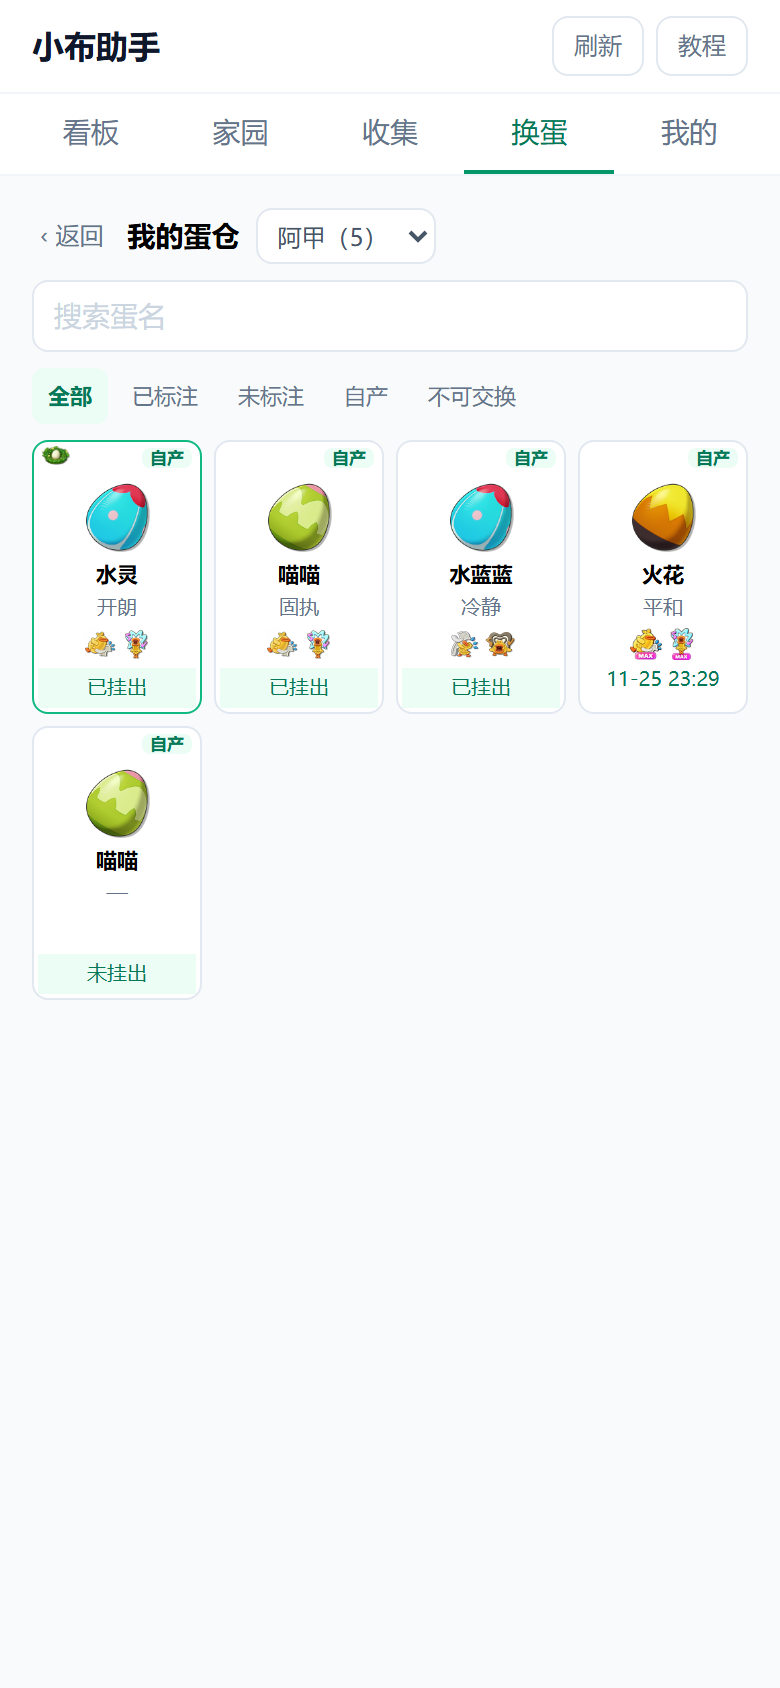 小布助手
刷新 教程
看板 家园 收集 换蛋 我的
‹ 返回 我的蛋仓 阿甲（5）
搜索蛋名
全部 已标注 未标注 自产 不可交换
自产 自产 自产 自产
水灵 喵喵 水蓝蓝 火花
开朗 固执 冷静 平和
MAX MAX
已挂出 已挂出 已挂出 11-25 23:29
自产
喵喵
—
未挂出